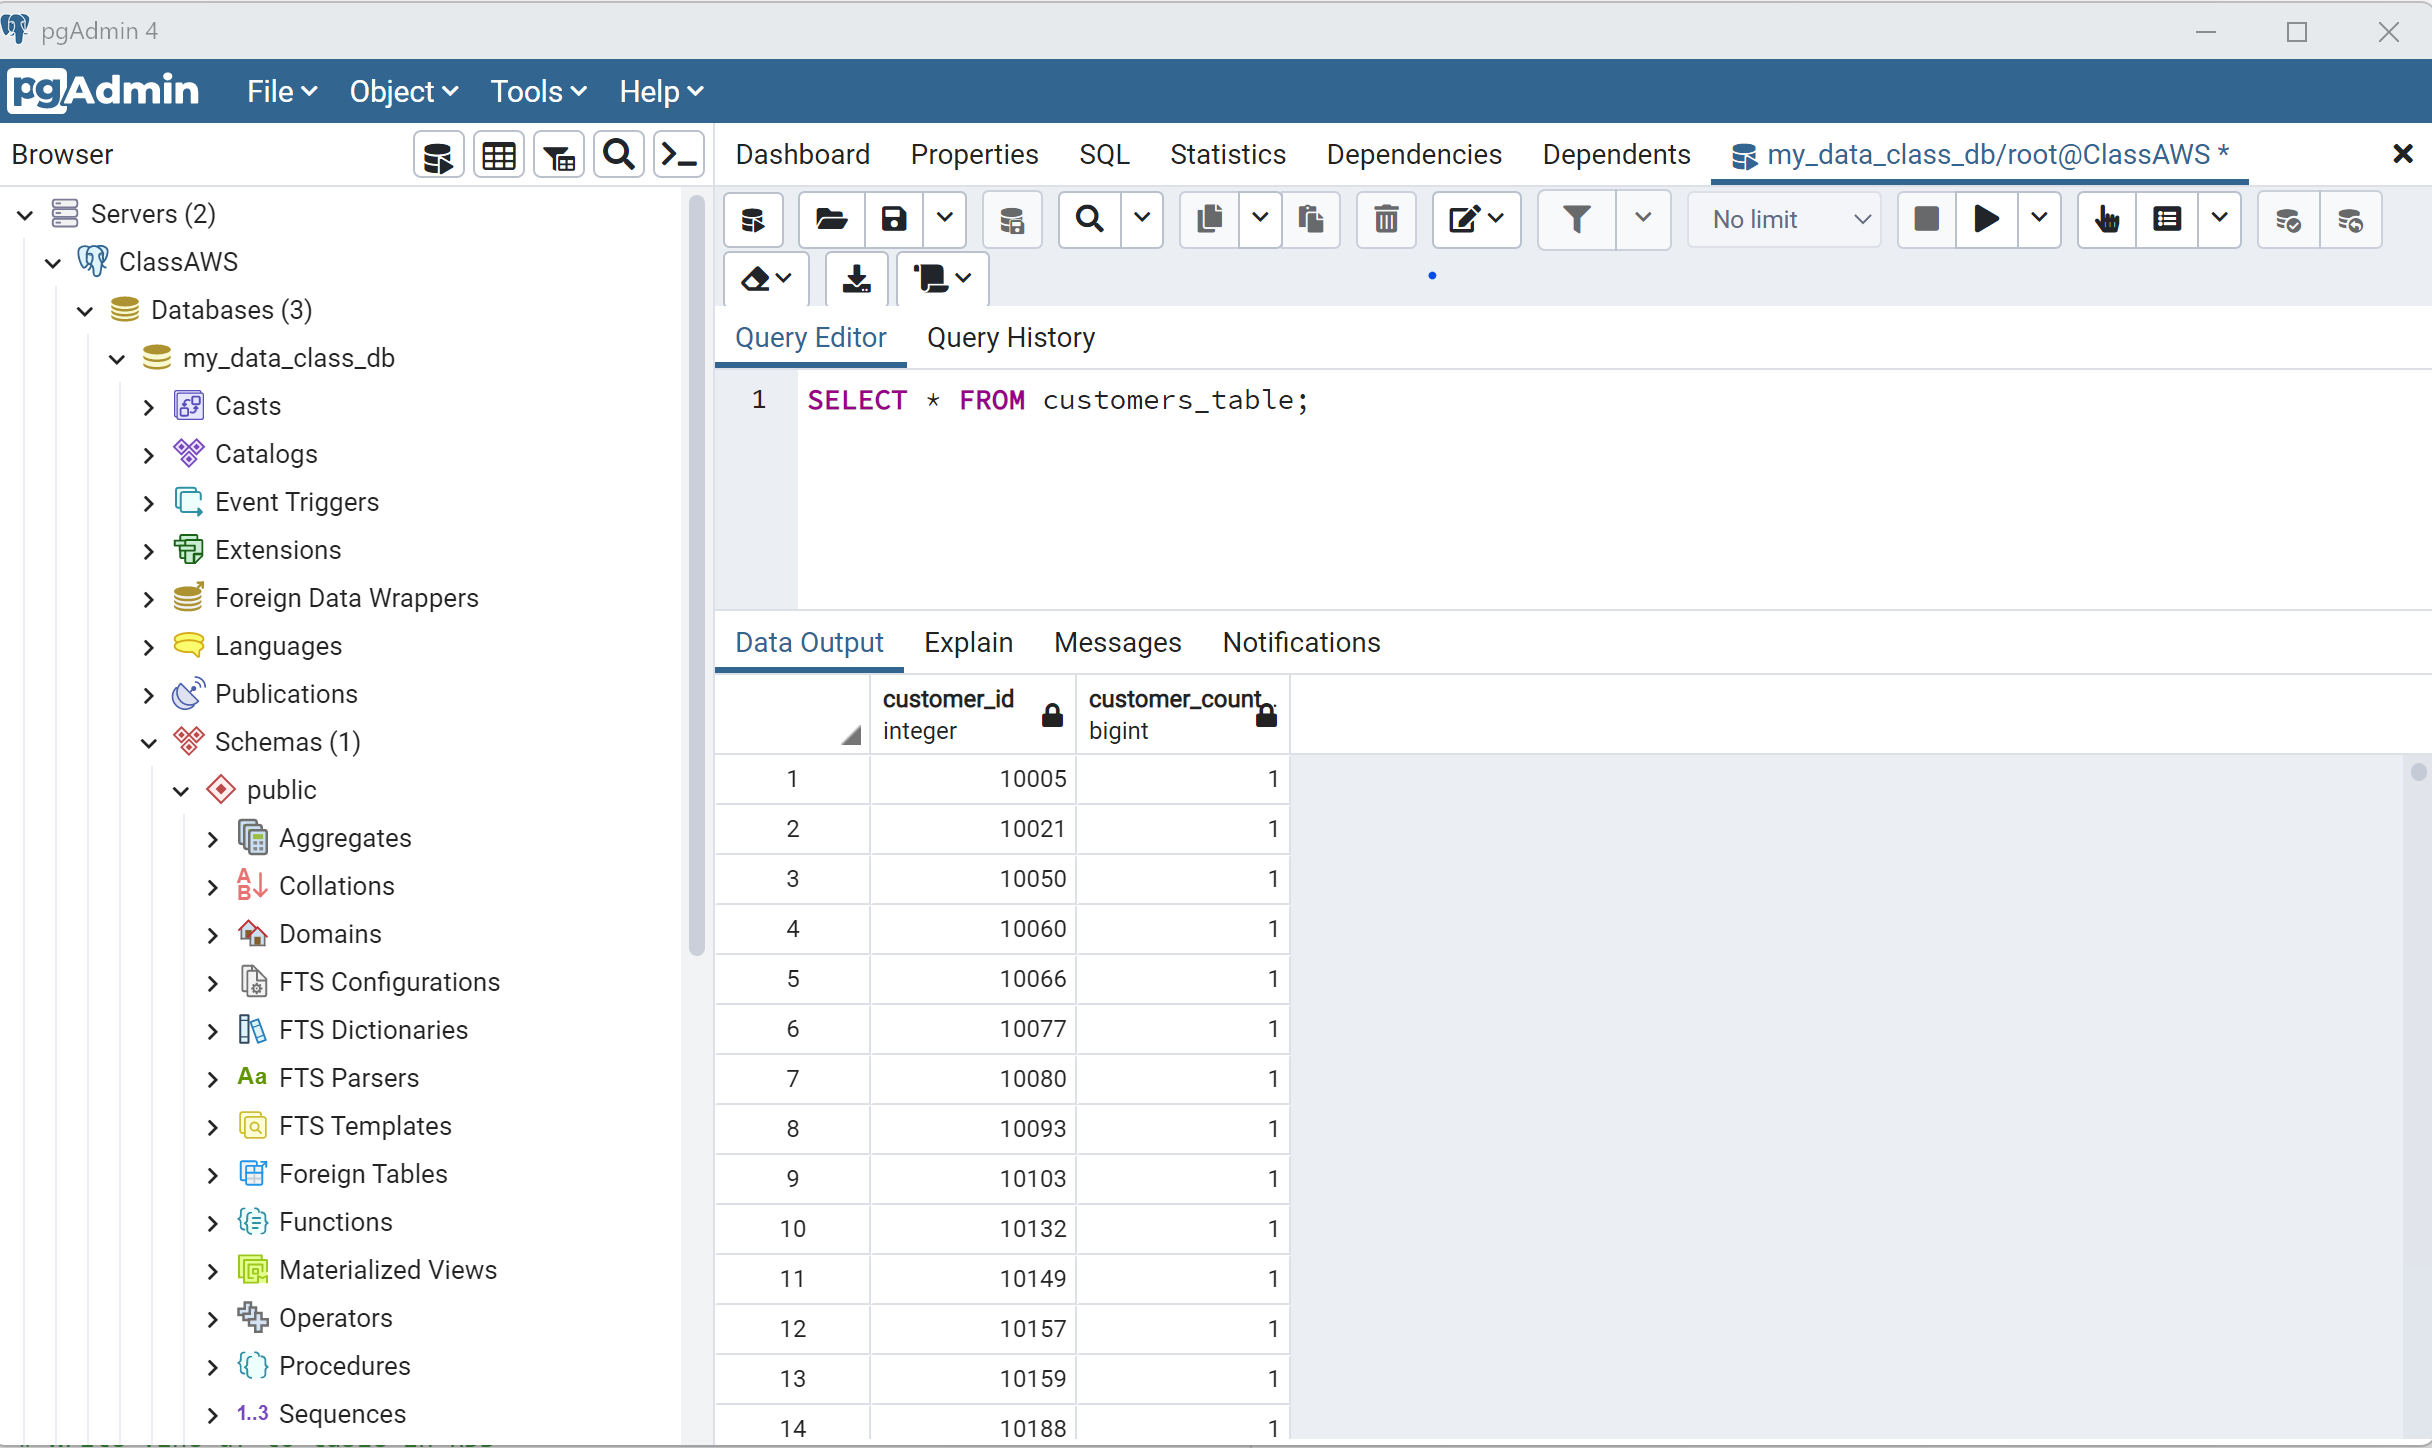 pgAdmin 4
pgAdmin File Object Tools Help
Browser
Dashboard Properties SQL Statistics Dependencies Dependents my_data_class_db/root@ClassAWS *
Servers (2)
No limit
ClassAWS
Databases (3)
my_data_class_db
Casts
Catalogs
Event Triggers
Extensions
Foreign Data Wrappers
Languages
Publications
Schemas (1)
public
Aggregates
Collations
Domains
FTS Configurations
FTS Dictionaries
Aa FTS Parsers
FTS Templates
Foreign Tables
Functions
Materialized Views
Operators
Procedures
1..3 Sequences
Query Editor Query History
1 SELECT * FROM customers_table;
Data Output Explain Messages Notifications
customer_id customer_count
integer bigint
1 10005 1
2 10021 1
3 10050 1
4 10060 1
5 10066 1
6 10077 1
7 10080 1
8 10093 1
9 10103 1
10 10132 1
11 10149 1
12 10157 1
13 10159 1
14 10188 1